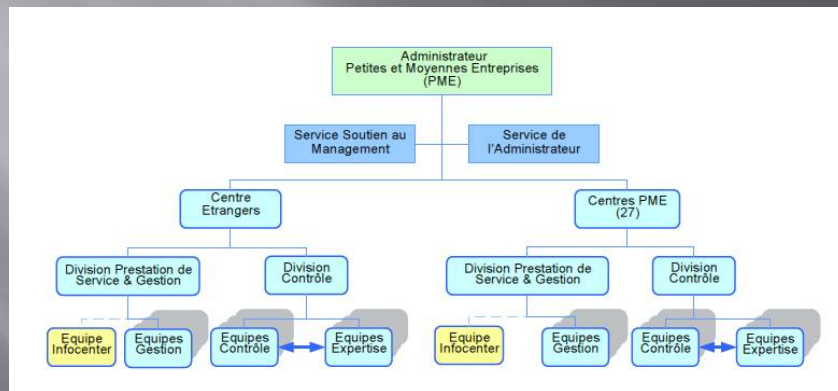 Administrateur
Petites et Moyennes Entreprises
(PME)
Service Soutien au
Management
Service de
l'Administrateur
Centre
Etrangers
Centres PME
(27)
Division Prestation de
Service & Gestion
Division
Contrôle
Division Prestation de
Service & Gestion
Division
Contrôle
Equipe
Infocenter
Equipes
Gestion
Equipes
Contrôle
Equipes
Expertise
Equipe
Infocenter
Equipes
Gestion
Equipes
Contrôle
Equipes
Expertise